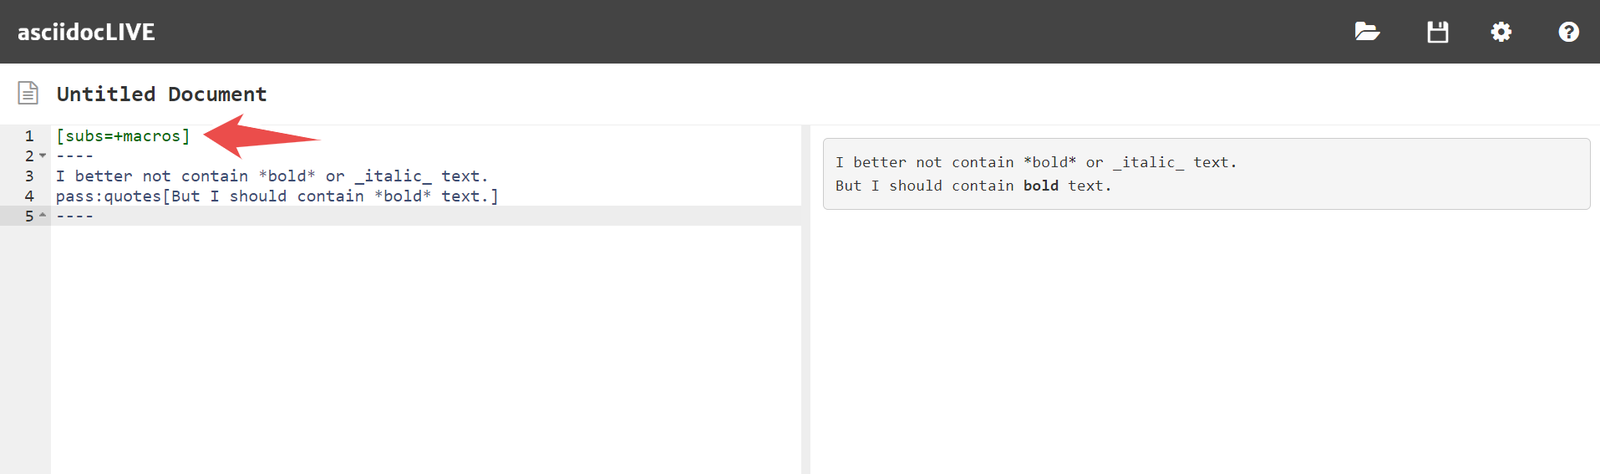 asciidocLIVE
Untitled Document
1 [subs=+macros]
2 ----
3 I better not contain *bold* or _italic_ text.
4 pass:quotes[But I should contain *bold* text.]
5 ----
I better not contain *bold* or _italic_ text.
But I should contain bold text.